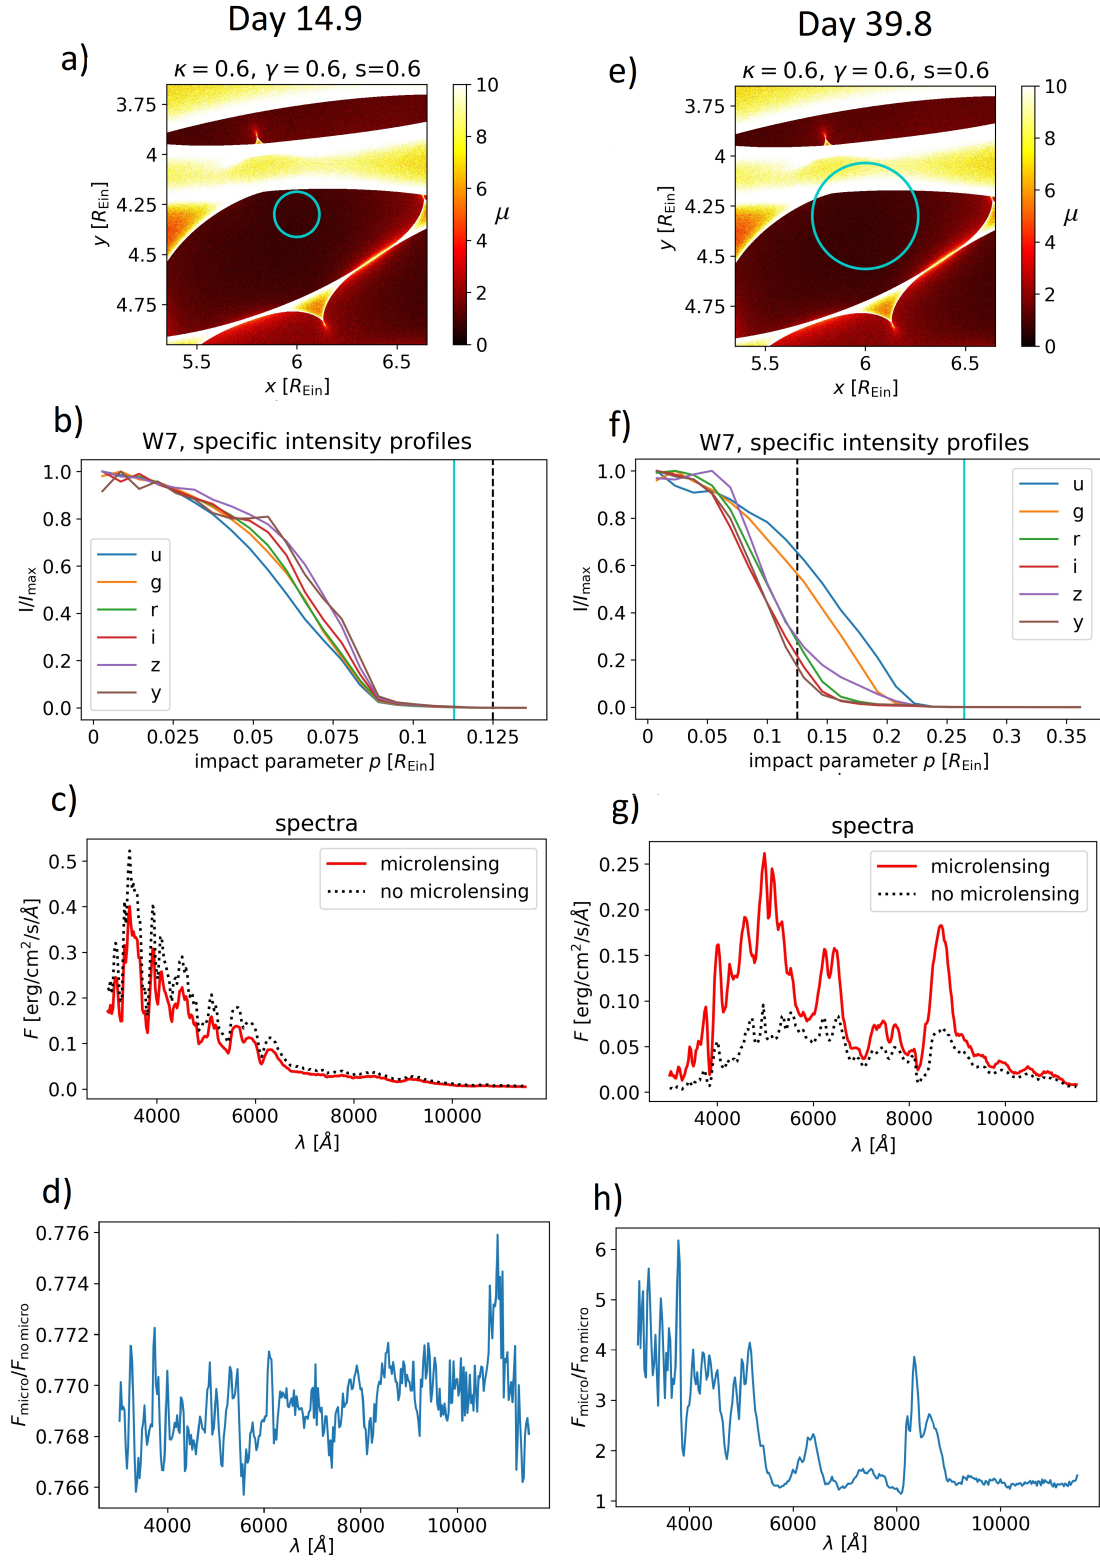 Day 14.9
a)
κ = 0.6, γ = 0.6, s=0.6
3.75
4
4.25
4.5
4.75
y [R_Ein]
5.5
6
6.5
x [R_Ein]
10
8
6
4
2
0
μ
b)
W7, specific intensity profiles
1.0
0.8
0.6
0.4
0.2
0.0
I/I_max
u
g
r
i
z
y
0
0.025
0.05
0.075
0.1
0.125
impact parameter p [R_Ein]
c)
spectra
0.5
0.4
0.3
0.2
0.1
0.0
F [erg/cm²/s/Å]
microlensing
no microlensing
4000
6000
8000
10000
λ [Å]
d)
0.776
0.774
0.772
0.770
0.768
0.766
F_micro/F_no micro
4000
6000
8000
10000
λ [Å]
Day 39.8
e)
κ = 0.6, γ = 0.6, s=0.6
3.75
4
4.25
4.5
4.75
y [R_Ein]
5.5
6
6.5
x [R_Ein]
10
8
6
4
2
0
μ
f)
W7, specific intensity profiles
1.0
0.8
0.6
0.4
0.2
0.0
I/I_max
u
g
r
i
z
y
0
0.05
0.1
0.15
0.2
0.25
0.3
0.35
impact parameter p [R_Ein]
g)
spectra
0.25
0.20
0.15
0.10
0.05
0.00
F [erg/cm²/s/Å]
microlensing
no microlensing
4000
6000
8000
10000
λ [Å]
h)
6
5
4
3
2
1
F_micro/F_no micro
4000
6000
8000
10000
λ [Å]